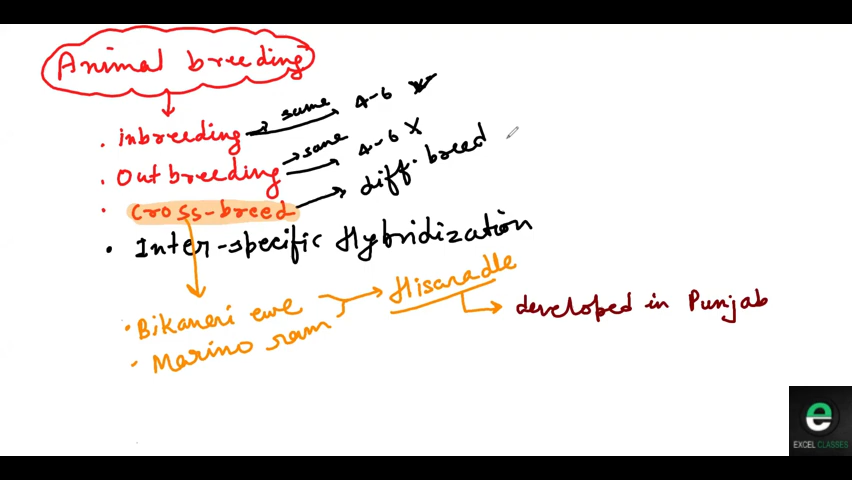 Animal breeding
. inbreeding → same 4-6
. Out breeding → same 4-6 X
. Cross-breed → diff. breed
. Inter-specific Hybridization
. Bikaneri ewe
. Marino ram
Hisaradle
developed in Punjab
e
EXCEL CLASSES